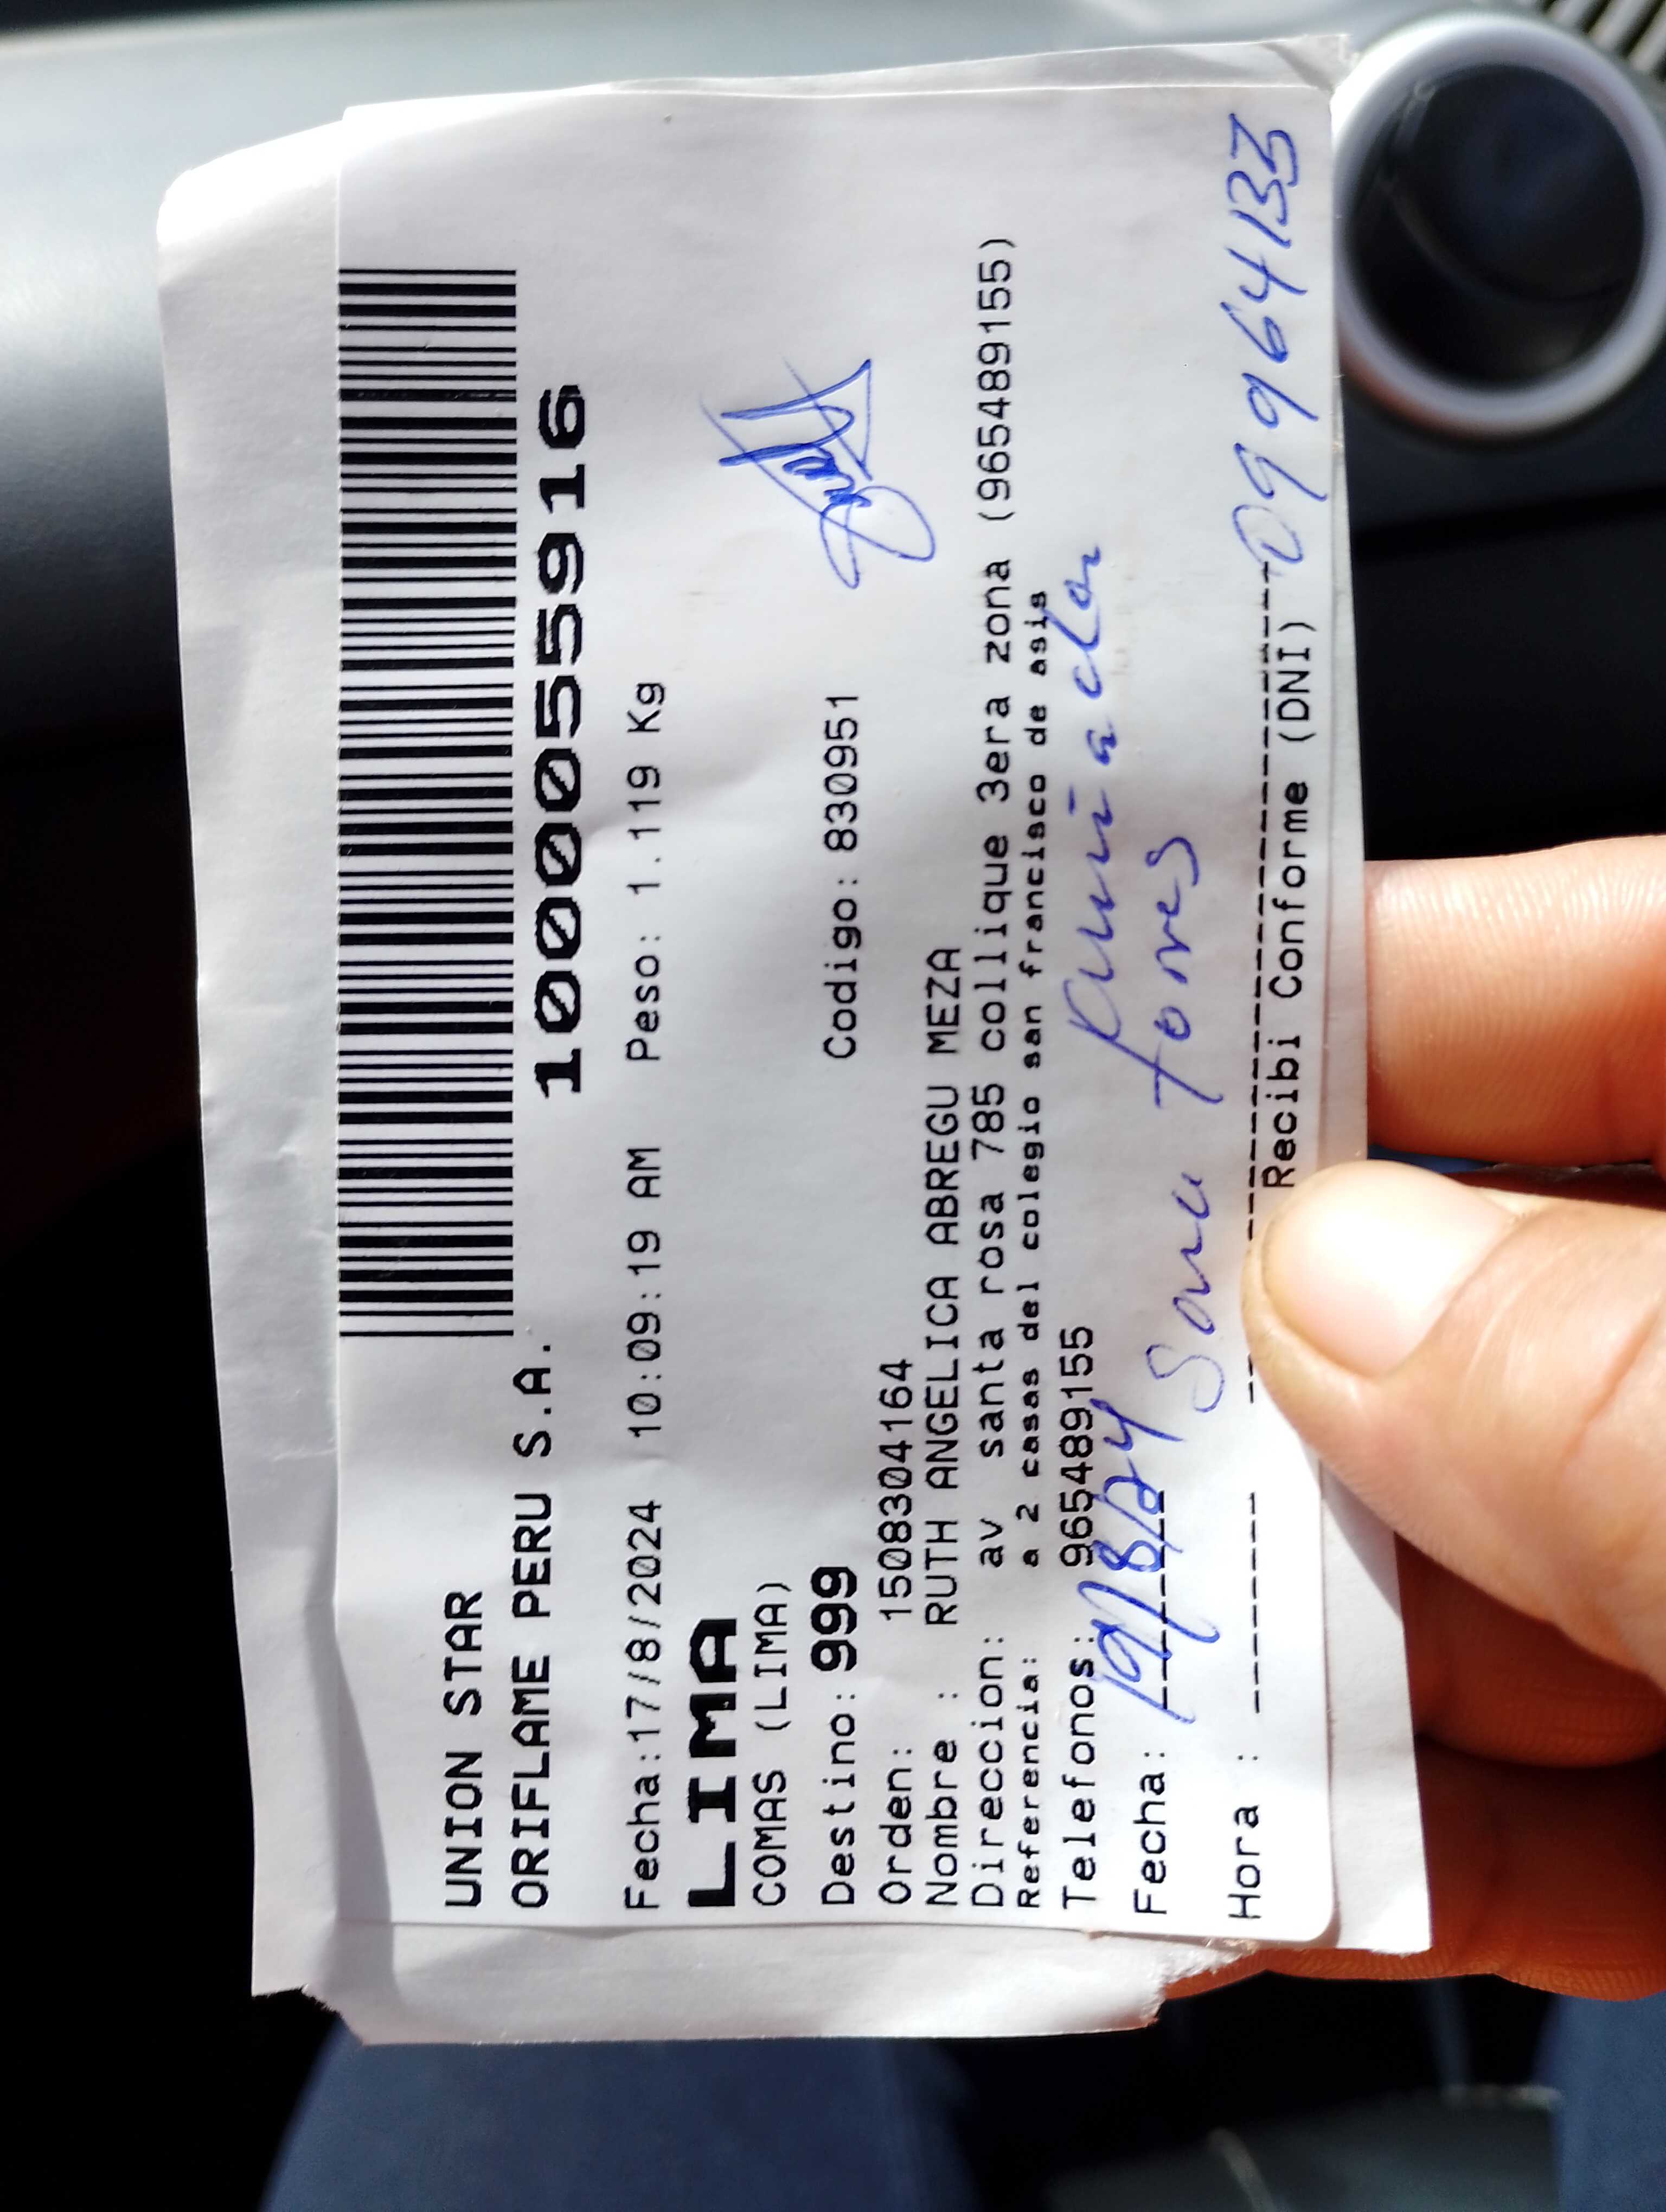 UNION STAR
ORIFLAME PERU S.A.
1000055916
Fecha:17/8/2024 10:09:19 AM Peso: 1.119 Kg
LIMA
COMAS (LIMA)
Destino: 999 Codigo: 830951
Orden: 1508304164
Nombre : RUTH ANGELICA ABREGU MEZA
Direccion: av santa rosa 785 collique 3era zona (965489155)
Referencia: a 2 casas del colegio san francisco de asis
Telefonos: 965489155
Fecha: 19/8/24
torres
Hora : 09964133
Recibi Conforme (DNI)